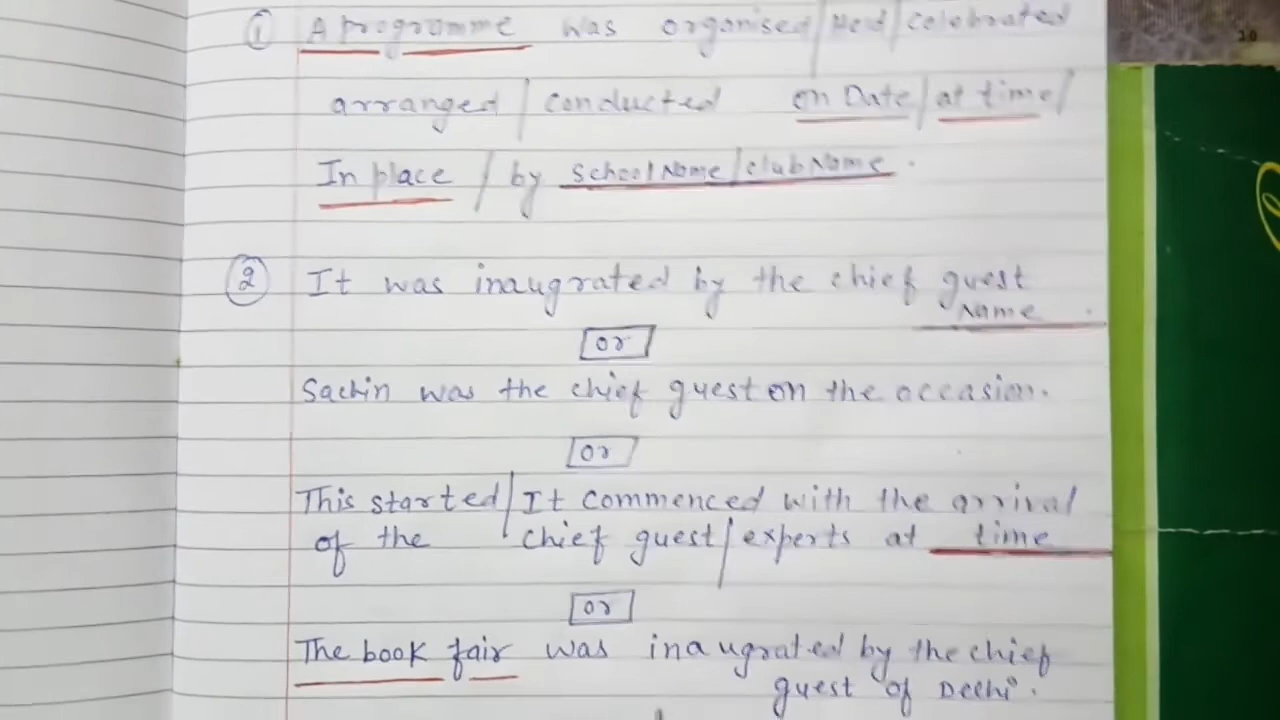 ① A programme was organised/Held/celebrated
arranged/conducted on Date/at time/
In place/by school Name/club Name.
② It was inaugrated by the chief guest
Name.
or
Sachin was the chief guest on the occasion.
or
This started/It commenced with the arrival
of the chief guest/experts at time
or
The book fair was inaugrated by the chief
guest of Delhi.